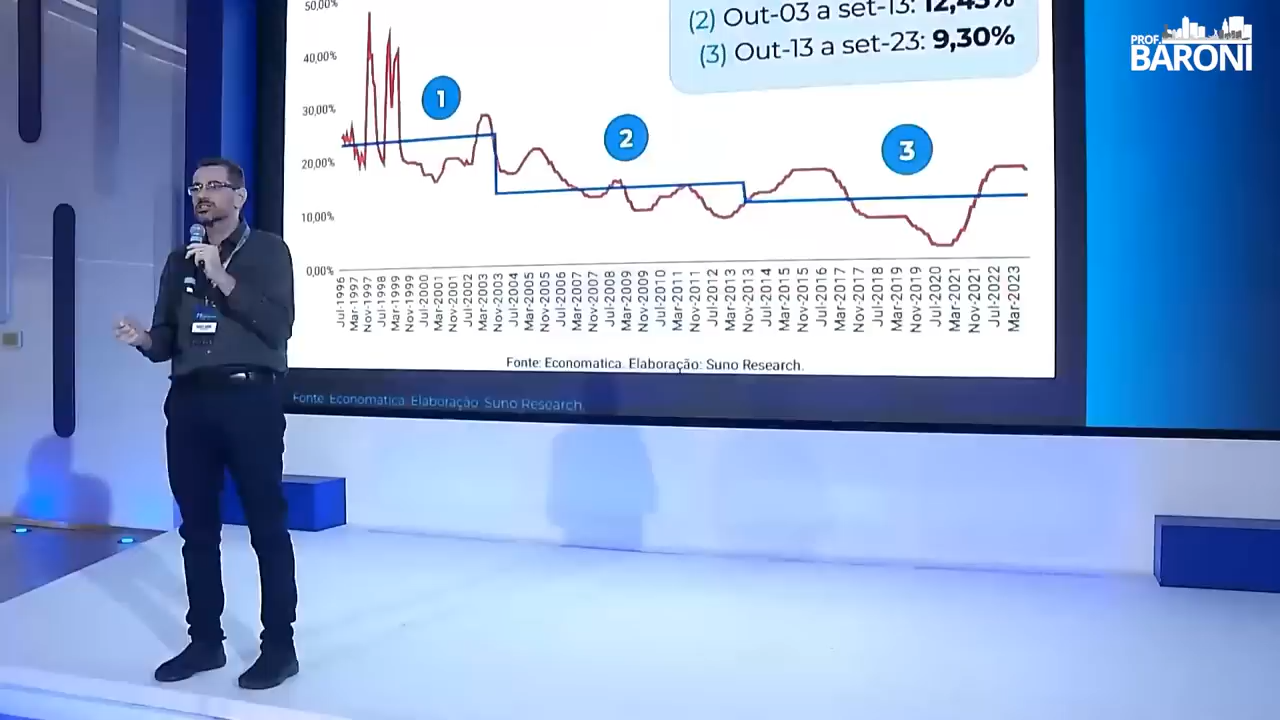 50,00%
(2) Out-03 a set-13: 12,43%
(3) Out-13 a set-23: 9,30%
PROF.
BARONI
40,00%
1
30,00%
2
3
20,00%
10,00%
0,00%
Jul-1996
Mar-1997
Nov-1997
Jul-1998
Mar-1999
Nov-1999
Jul-2000
Mar-2001
Nov-2001
Jul-2002
Mar-2003
Nov-2003
Jul-2004
Mar-2005
Nov-2005
Jul-2006
Mar-2007
Nov-2007
Jul-2008
Mar-2009
Nov-2009
Jul-2010
Mar-2011
Nov-2011
Jul-2012
Mar-2013
Nov-2013
Jul-2014
Mar-2015
Nov-2015
Jul-2016
Mar-2017
Nov-2017
Jul-2018
Mar-2019
Nov-2019
Jul-2020
Mar-2021
Nov-2021
Jul-2022
Mar-2023
Fonte: Economatica. Elaboração: Suno Research.
Fonte: Economatica. Elaboração: Suno Research.